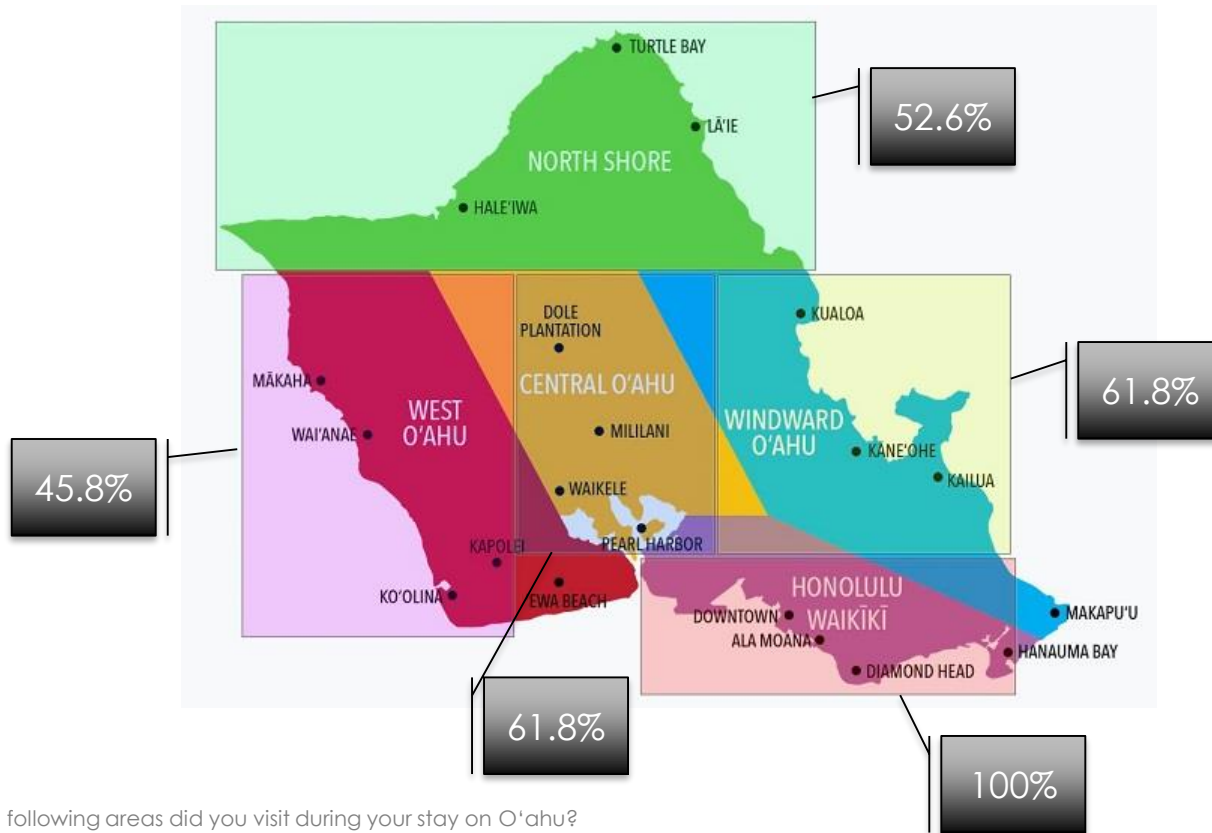 TURTLE BAY
52.6%
LĀ'IE
NORTH SHORE
HALE'IWA
KUALOA
DOLE
PLANTATION
MĀKAHA
CENTRAL O'AHU
61.8%
WEST
O'AHU
WINDWARD
O'AHU
WAI'ANAE
MILILANI
KĀNE'OHE
KAILUA
45.8%
WAIKELE
PEARL HARBOR
KAPOLEI
KO'OLINA
EWA BEACH
HONOLULU
WAIKĪKĪ
DOWNTOWN
MAKAPU'U
ALA MOANA
HANAUMA BAY
DIAMOND HEAD
61.8%
100%
following areas did you visit during your stay on O'ahu?